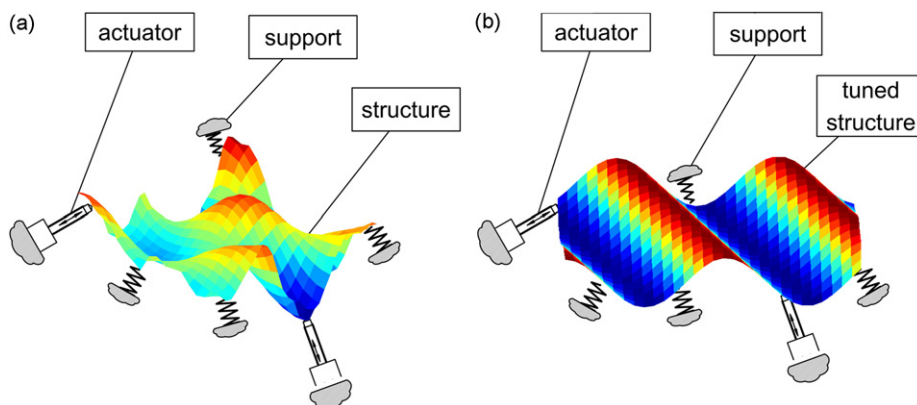 (a)
actuator
support
structure
(b)
actuator
support
tuned
structure